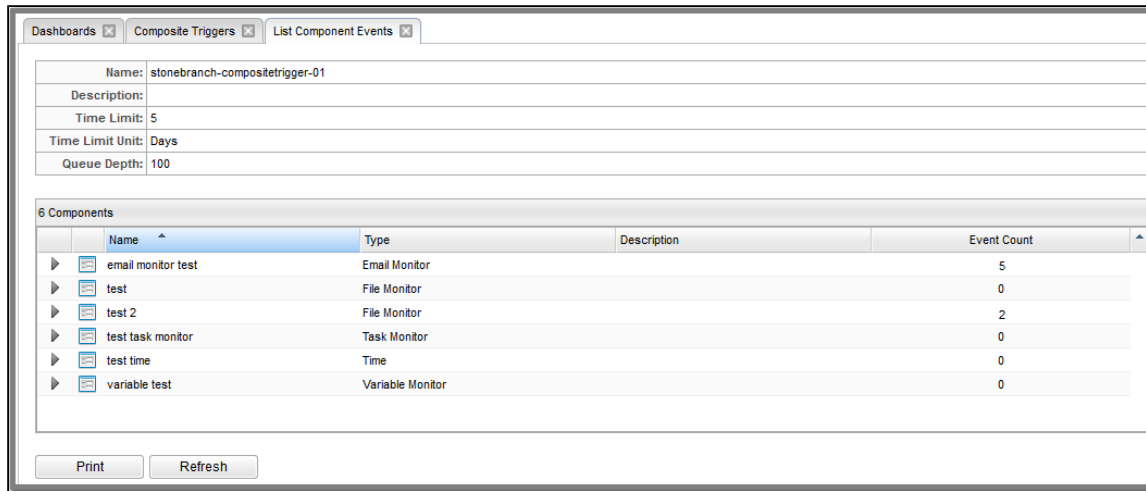 Dashboards Composite Triggers List Component Events
Name: stonebranch-compositetrigger-01
Description:
Time Limit: 5
Time Limit Unit: Days
Queue Depth: 100
6 Components
Name Type Description Event Count
email monitor test Email Monitor 5
test File Monitor 0
test 2 File Monitor 2
test task monitor Task Monitor 0
test time Time 0
variable test Variable Monitor 0
Print Refresh